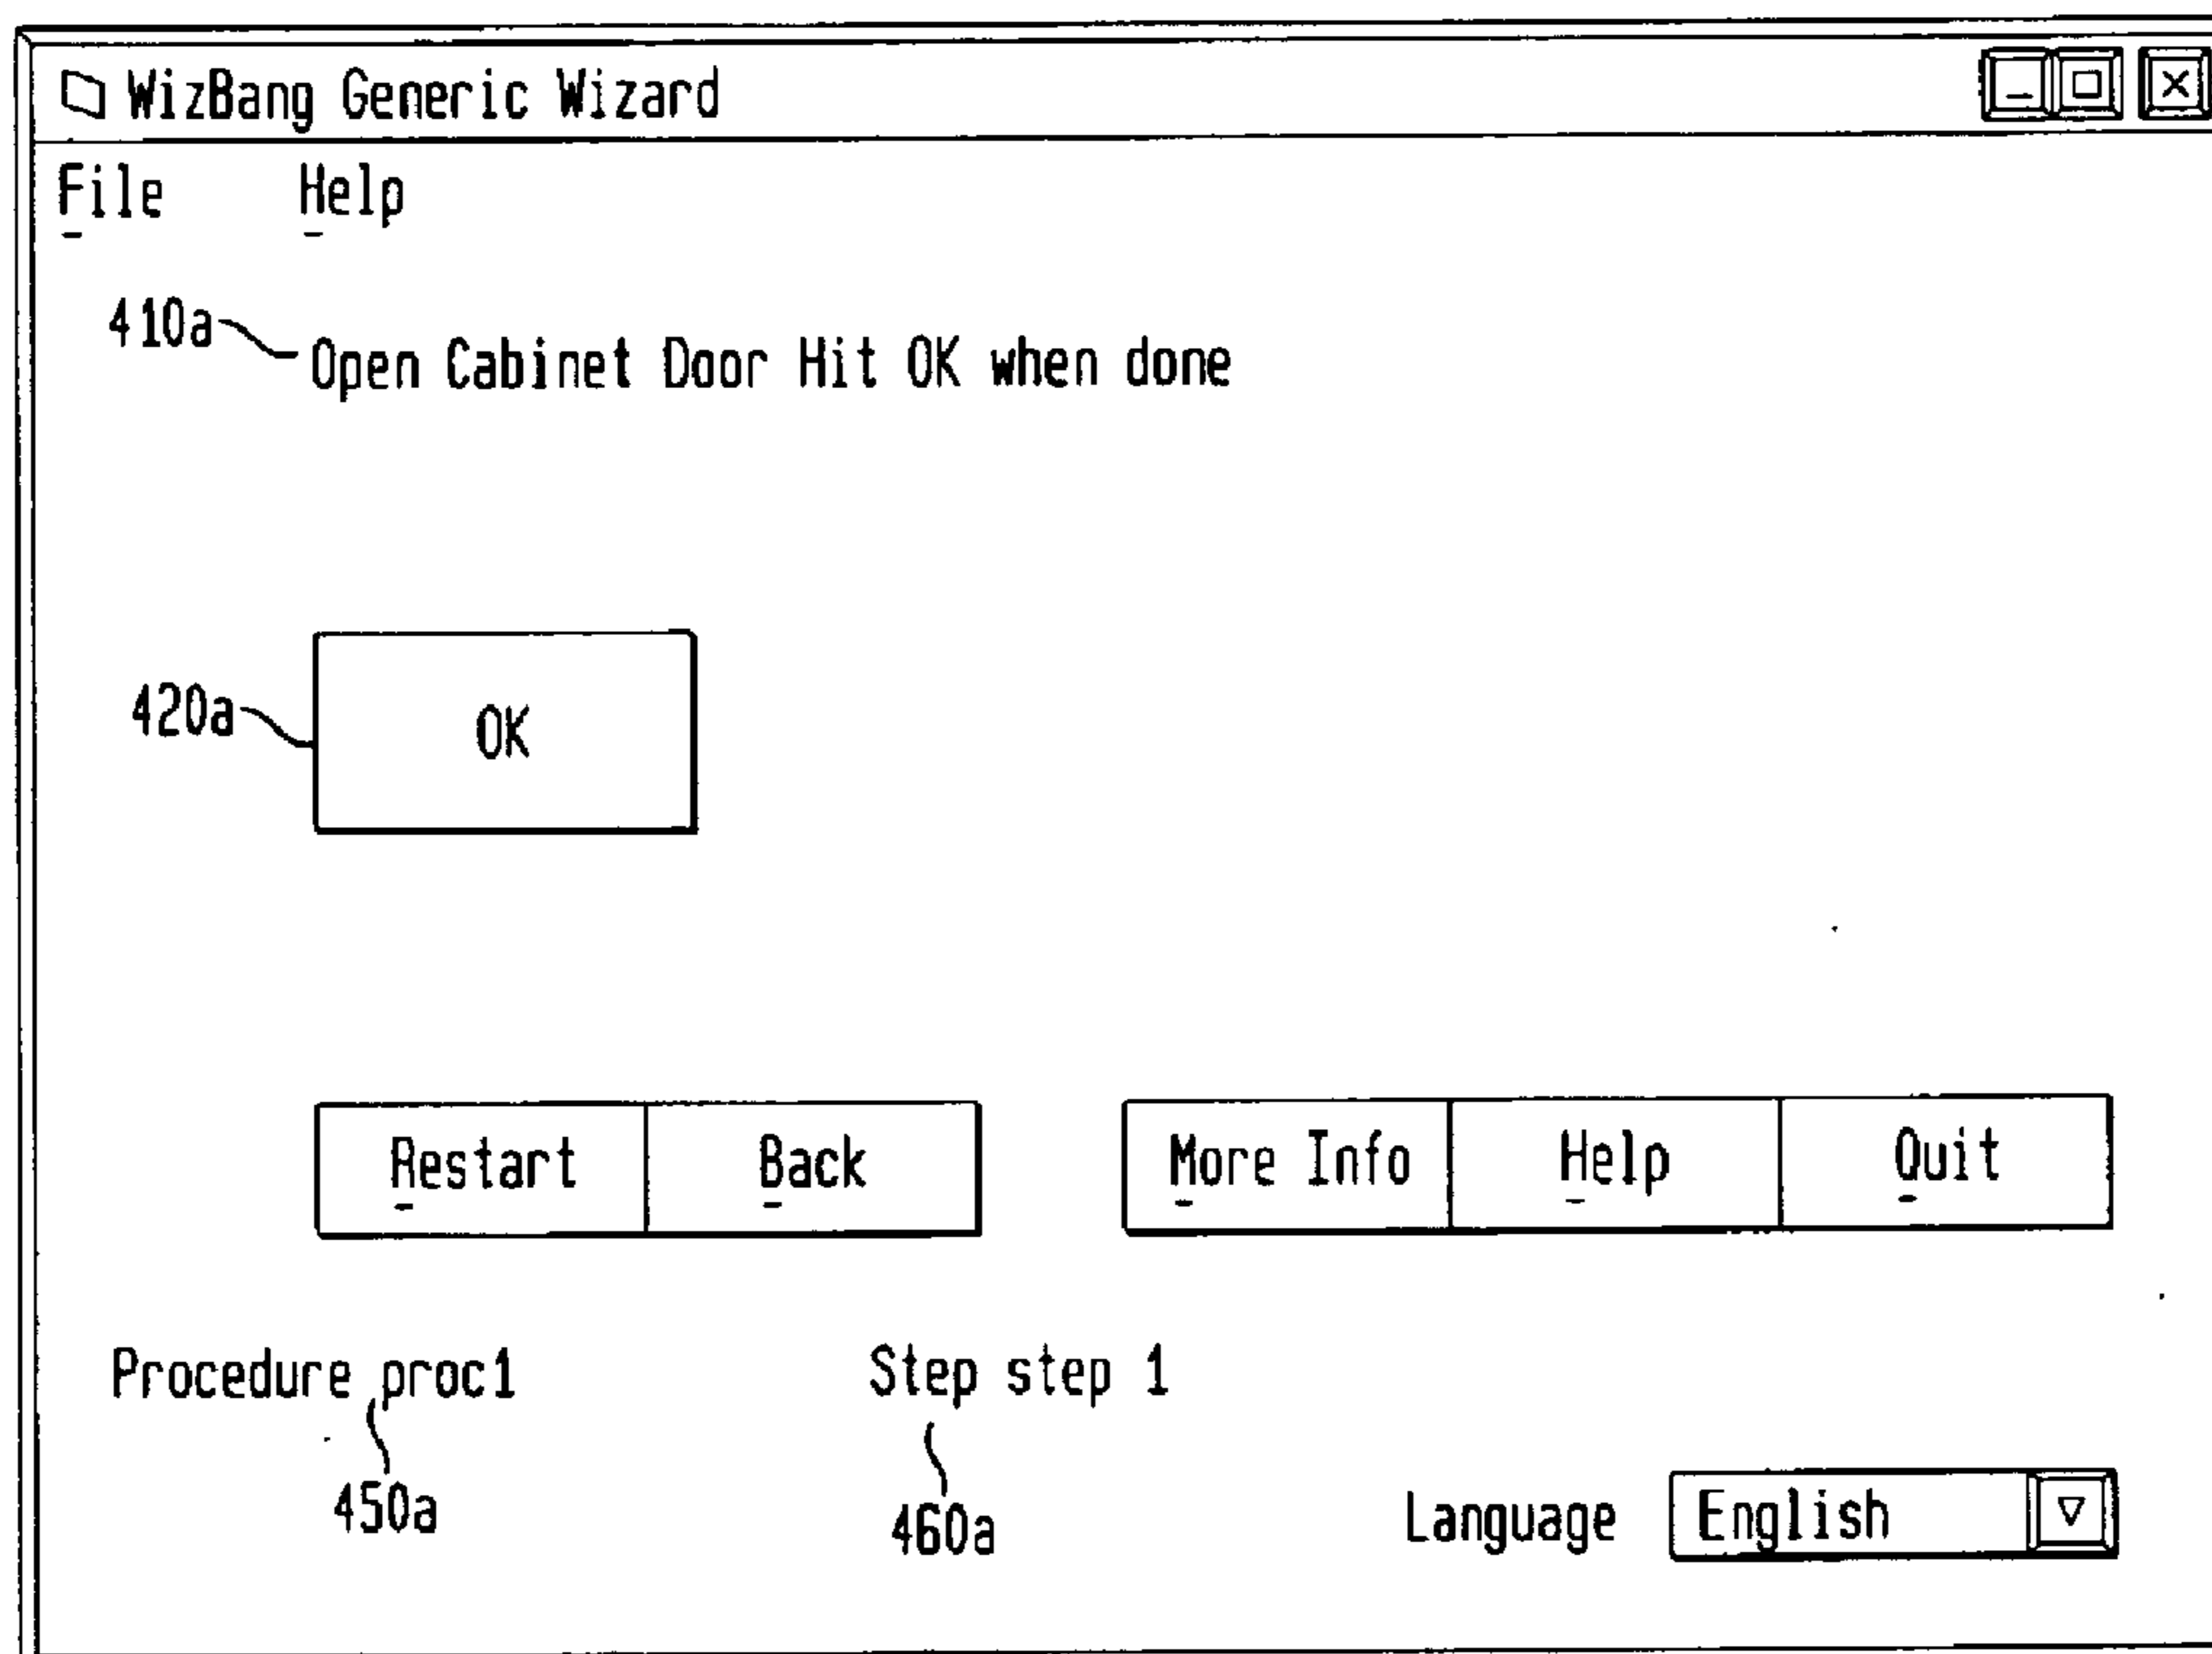 WizBang Generic Wizard
File Help
410a
Open Cabinet Door Hit OK when done
420a
OK
Restart Back More Info Help Quit
Procedure proc1 Step step 1
450a
460a
Language English